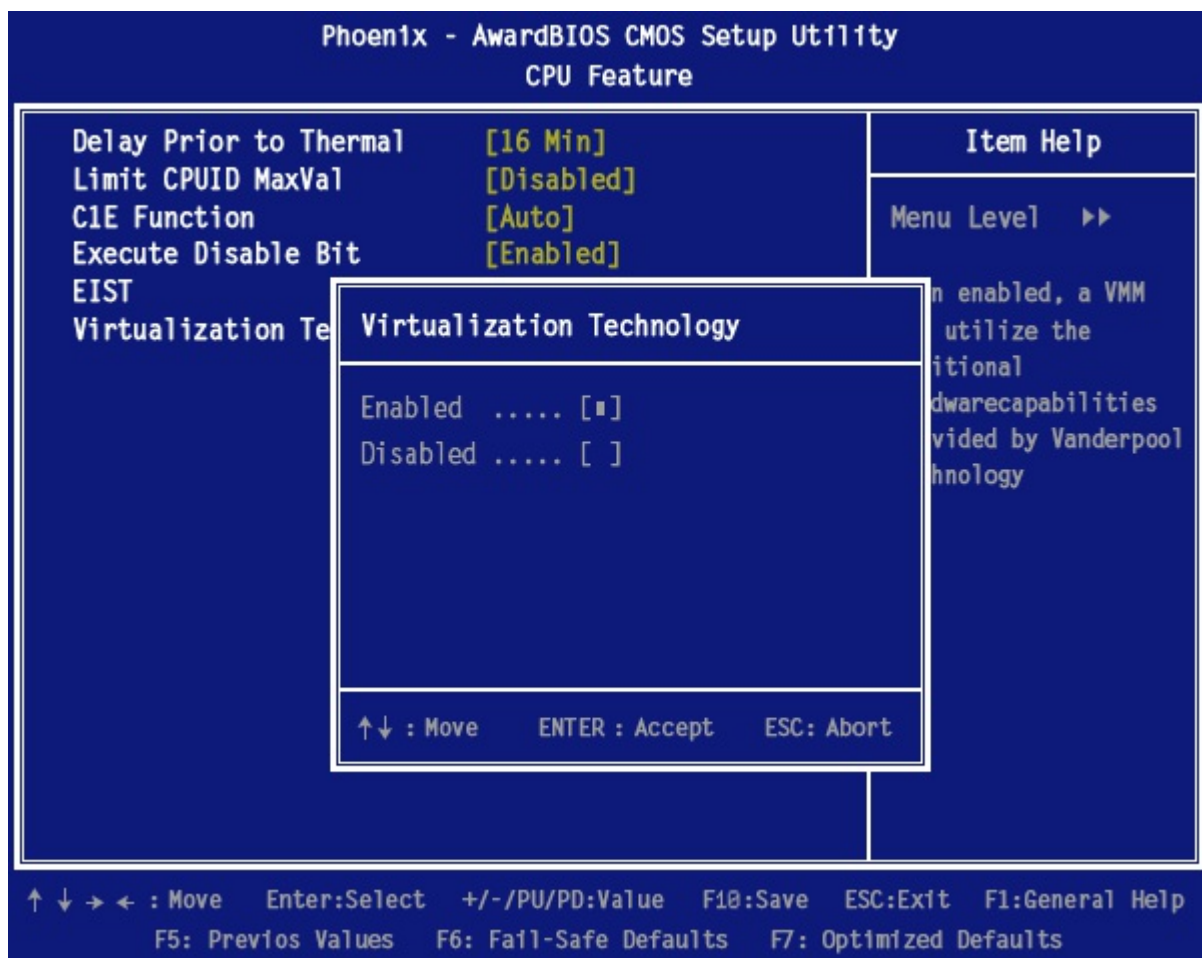 Phoenix - AwardBIOS CMOS Setup Utility
CPU Feature
Delay Prior to Thermal [16 Min]
Limit CPUID MaxVal [Disabled]
C1E Function [Auto]
Execute Disable Bit [Enabled]
EIST
Virtualization Te
Virtualization Technology
Enabled ..... [∎]
Disabled ..... [ ]
↑↓ : Move ENTER : Accept ESC: Abort
Item Help
Menu Level ▸▸
n enabled, a VMM
utilize the
itional
dwarecapabilities
vided by Vanderpool
hnology
↑ ↓ → ← : Move Enter:Select +/-/PU/PD:Value F10:Save ESC:Exit F1:General Help
F5: Previos Values F6: Fail-Safe Defaults F7: Optimized Defaults